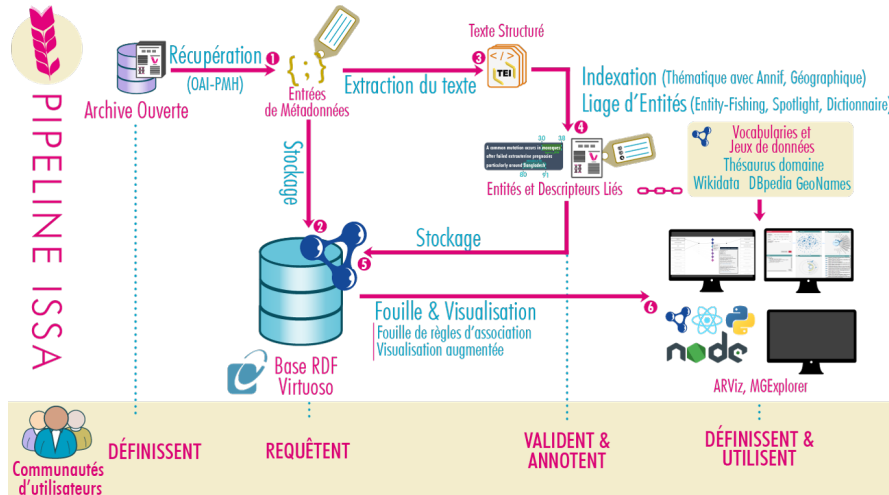 PIPELINE ISSA
Récupération
(OAI-PMH)
1
Archive Ouverte
{;}
Entrées
de Métadonnées
Extraction du texte
3
Texte Structuré
TEI
Indexation (Thématique avec Annif, Géographique)
Liage d'Entités (Entity-Fishing, Spotlight, Dictionnaire)
4
Entités et Descripteurs Liés
Vocabularies et
Jeux de données
Thésaurus domaine
Wikidata DBpedia GeoNames
Stockage
2
Stockage
5
Base RDF
Virtuoso
Fouille & Visualisation
Fouille de règles d'association
Visualisation augmentée
6
node
ARViz, MGExplorer
Communautés
d'utilisateurs
DÉFINISSENT
REQUÊTENT
VALIDENT &
ANNOTENT
DÉFINISSENT &
UTILISENT